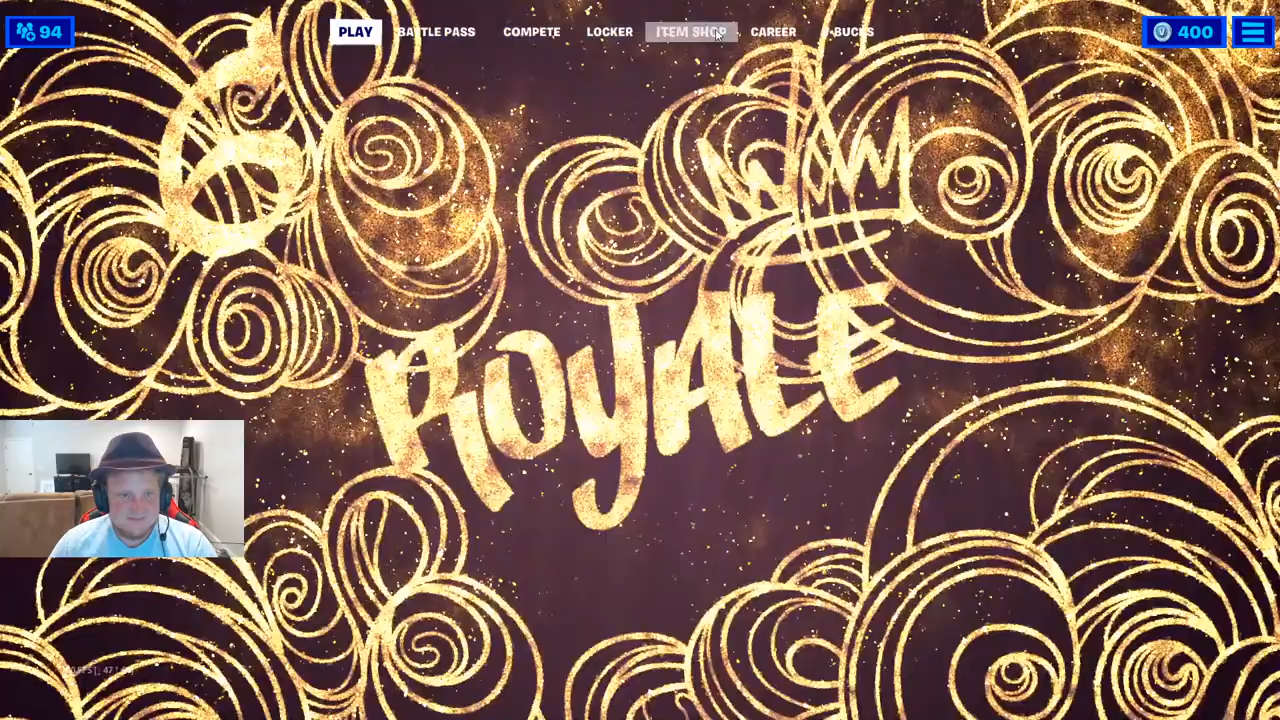 94
PLAY
BATTLE PASS
COMPETE
LOCKER
ITEM SHOP
CAREER
V-BUCKS
400
ROYALE